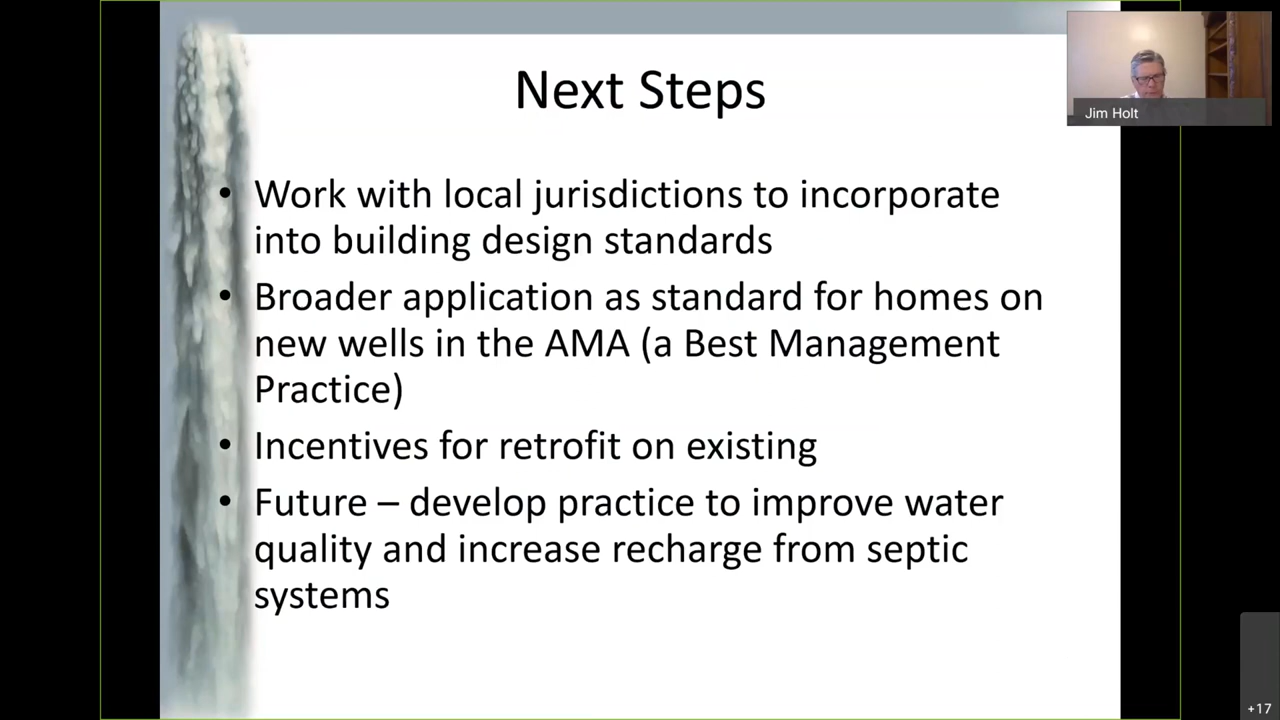 Next Steps
Jim Holt
• Work with local jurisdictions to incorporate
into building design standards
• Broader application as standard for homes on
new wells in the AMA (a Best Management
Practice)
• Incentives for retrofit on existing
• Future – develop practice to improve water
quality and increase recharge from septic
systems
+17